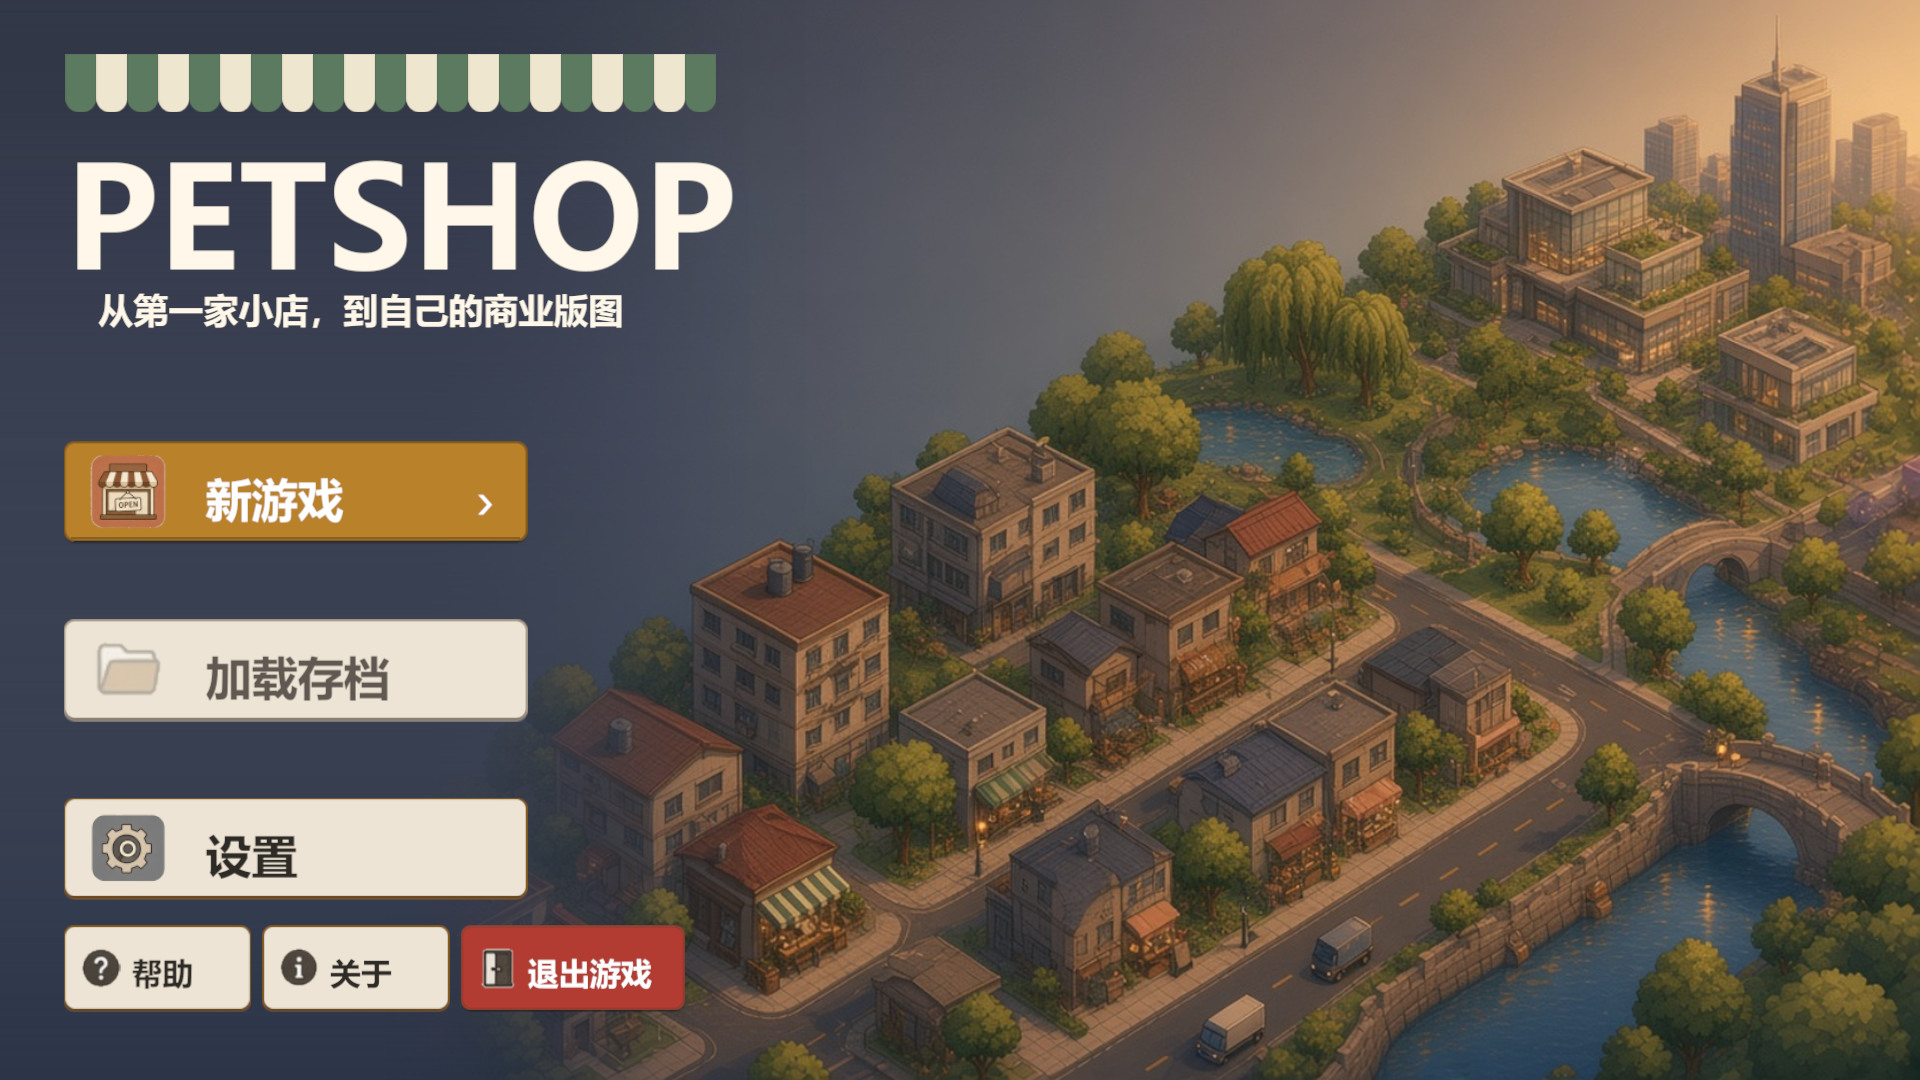 PETSHOP
从第一家小店，到自己的商业版图
OPEN
新游戏 ›
加载存档
设置
? 帮助
i 关于
退出游戏